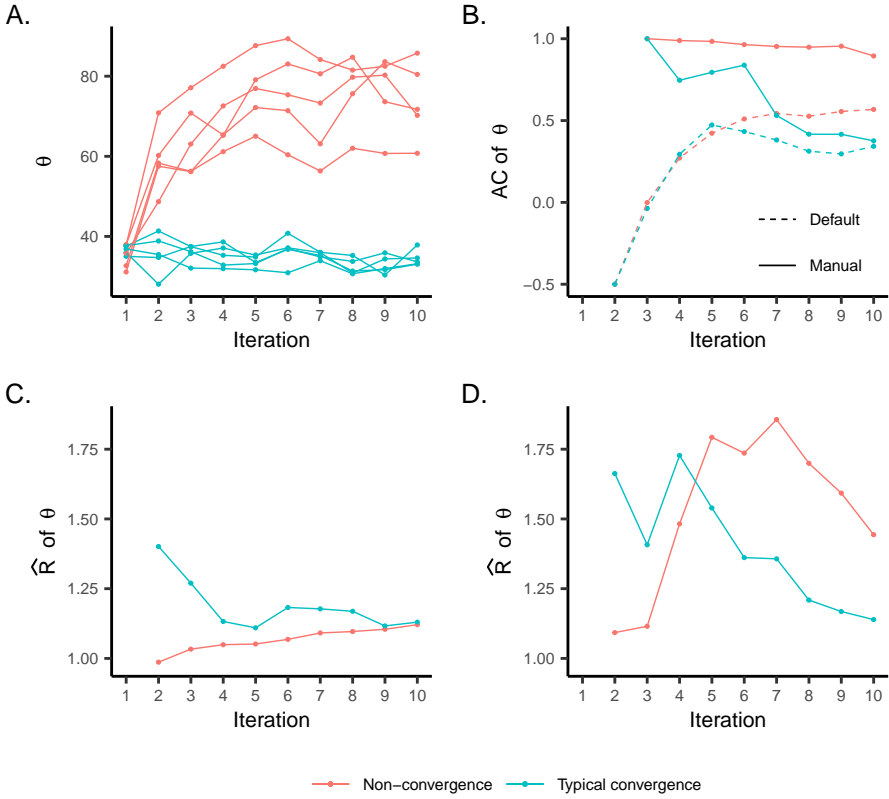 A.
θ
80
60
40
1 2 3 4 5 6 7 8 9 10
Iteration
B.
AC of θ
1.0
0.5
0.0
−0.5
Default
Manual
1 2 3 4 5 6 7 8 9 10
Iteration
C.
R̂ of θ
1.75
1.50
1.25
1.00
1 2 3 4 5 6 7 8 9 10
Iteration
D.
R̂ of θ
1.75
1.50
1.25
1.00
1 2 3 4 5 6 7 8 9 10
Iteration
Non−convergence
Typical convergence